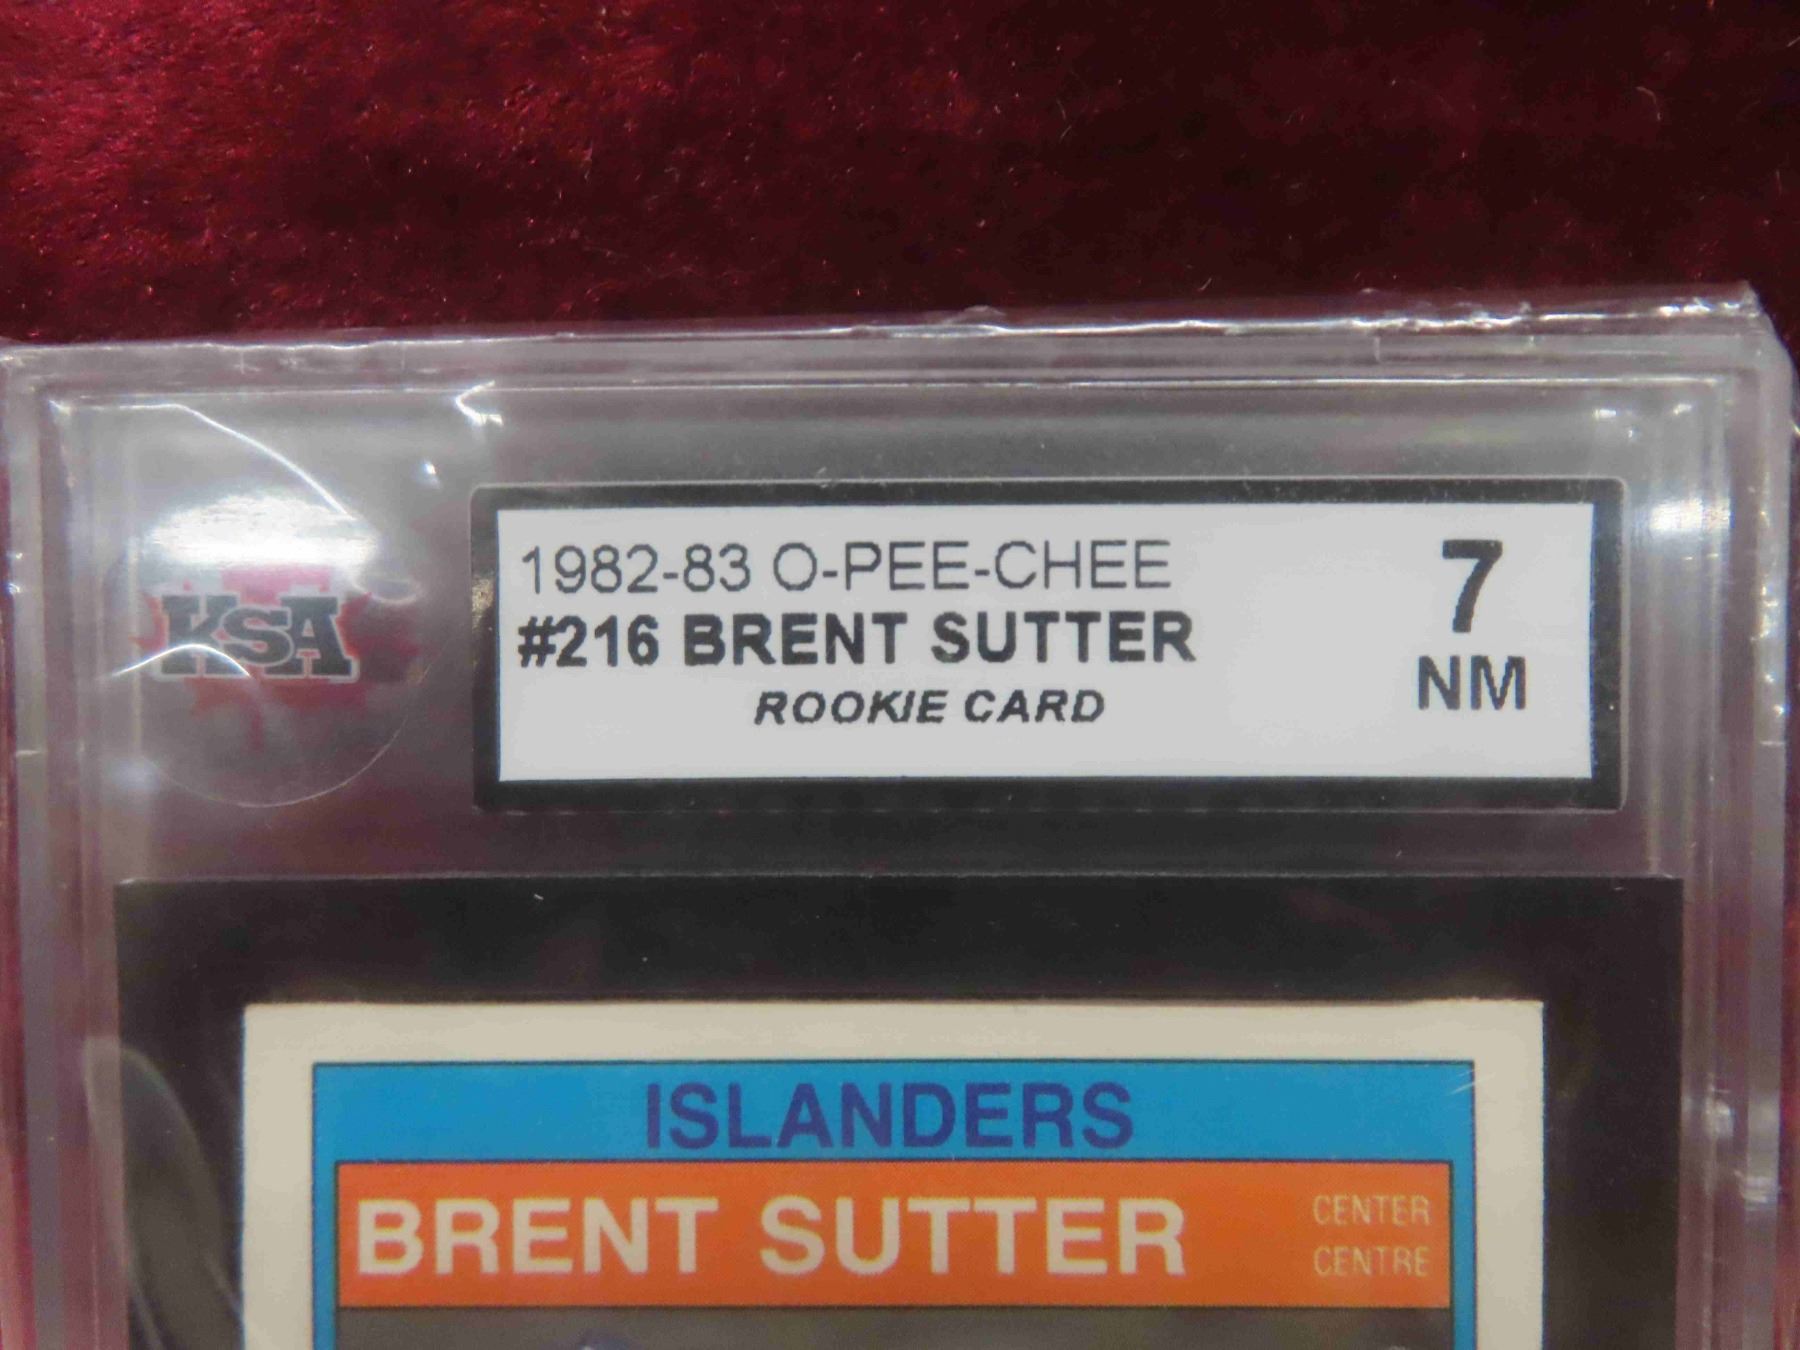 KSA
1982-83 O-PEE-CHEE
#216 BRENT SUTTER
ROOKIE CARD
7
NM
ISLANDERS
BRENT SUTTER
CENTER
CENTRE